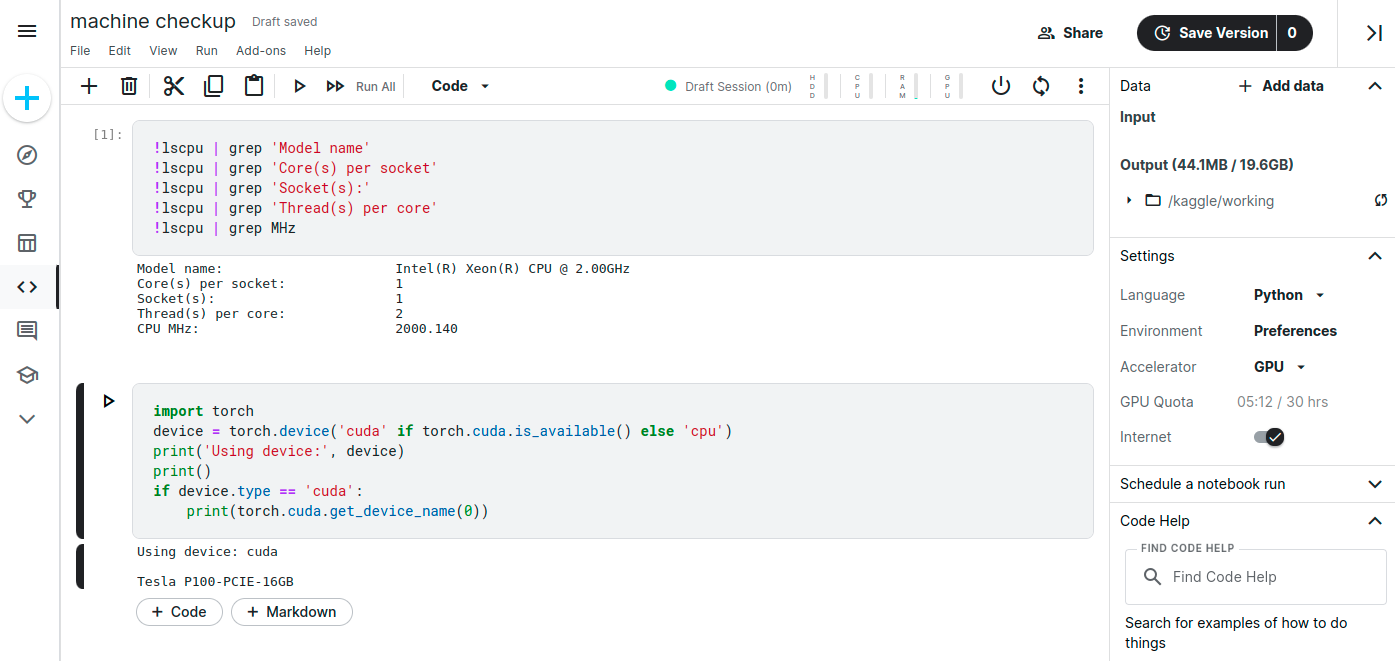 machine checkup Draft saved
File Edit View Run Add-ons Help
Share
Save Version 0
Run All Code
Draft Session (0m) HDD CPU RAM GPU
[1]:
!lscpu | grep 'Model name'
!lscpu | grep 'Core(s) per socket'
!lscpu | grep 'Socket(s):'
!lscpu | grep 'Thread(s) per core'
!lscpu | grep MHz
Model name: Intel(R) Xeon(R) CPU @ 2.00GHz
Core(s) per socket: 1
Socket(s): 1
Thread(s) per core: 2
CPU MHz: 2000.140
import torch
device = torch.device('cuda' if torch.cuda.is_available() else 'cpu')
print('Using device:', device)
print()
if device.type == 'cuda':
    print(torch.cuda.get_device_name(0))
Using device: cuda
Tesla P100-PCIE-16GB
+ Code + Markdown
Data + Add data
Input
Output (44.1MB / 19.6GB)
/kaggle/working
Settings
Language Python
Environment Preferences
Accelerator GPU
GPU Quota 05:12 / 30 hrs
Internet
Schedule a notebook run
Code Help
FIND CODE HELP
Find Code Help
Search for examples of how to do
things